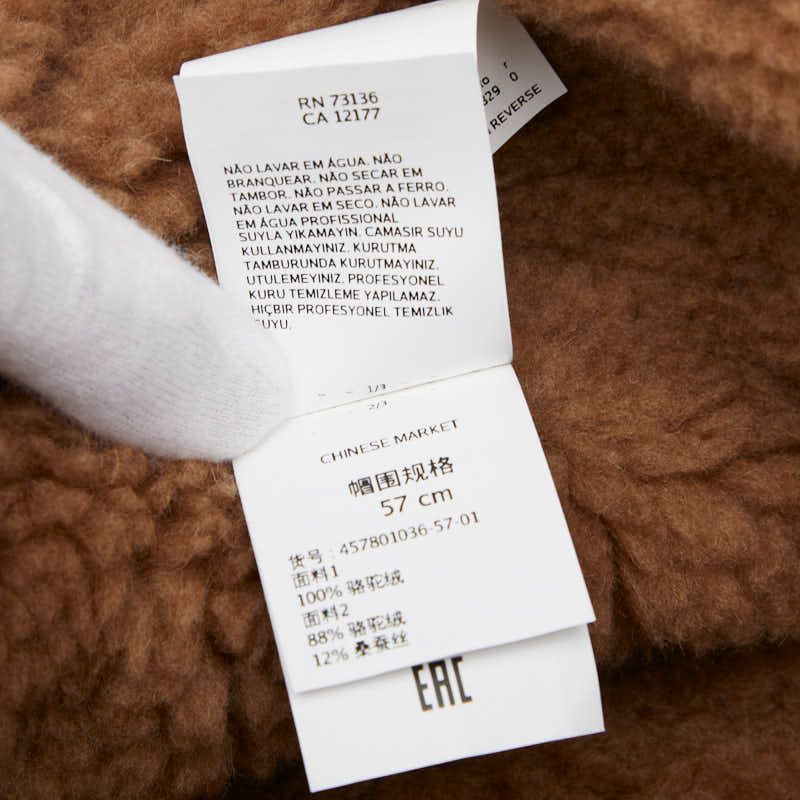 RN 73136
CA 12177
NÃO LAVAR EM ÁGUA. NÃO
BRANQUEAR. NÃO SECAR EM
TAMBOR. NÃO PASSAR A FERRO.
NÃO LAVAR EM SECO. NÃO LAVAR
EM ÁGUA PROFISSIONAL
SUYLA YIKAMAYIN. CAMASIR SUYU
KULLANMAYINIZ. KURUTMA
TAMBURUNDA KURUTMAYINIZ.
UTULEMEYINIZ. PROFESYONEL
KURU TEMIZLEME YAPILAMAZ.
HIÇBIR PROFESYONEL TEMIZLIK
SUYU.
1/3
2/3
CHINESE MARKET
帽围规格
57 cm
货号 : 457801036-57-01
面料1
100% 骆驼绒
面料2
88% 骆驼绒
12% 桑蚕丝
EAC
REVERSE